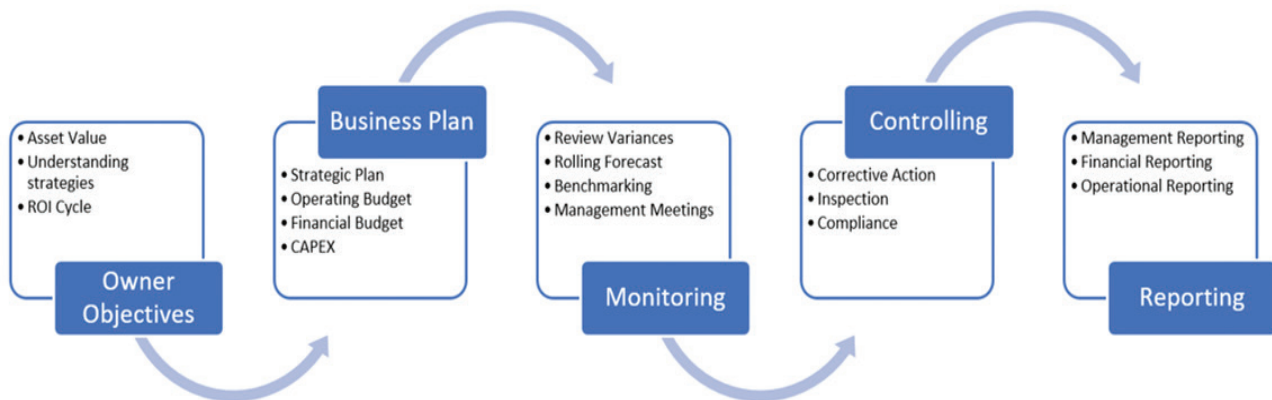 • Asset Value
• Understanding
strategies
• ROI Cycle
Owner
Objectives
Business Plan
• Strategic Plan
• Operating Budget
• Financial Budget
• CAPEX
• Review Variances
• Rolling Forecast
• Benchmarking
• Management Meetings
Monitoring
Controlling
• Corrective Action
• Inspection
• Compliance
• Management Reporting
• Financial Reporting
• Operational Reporting
Reporting